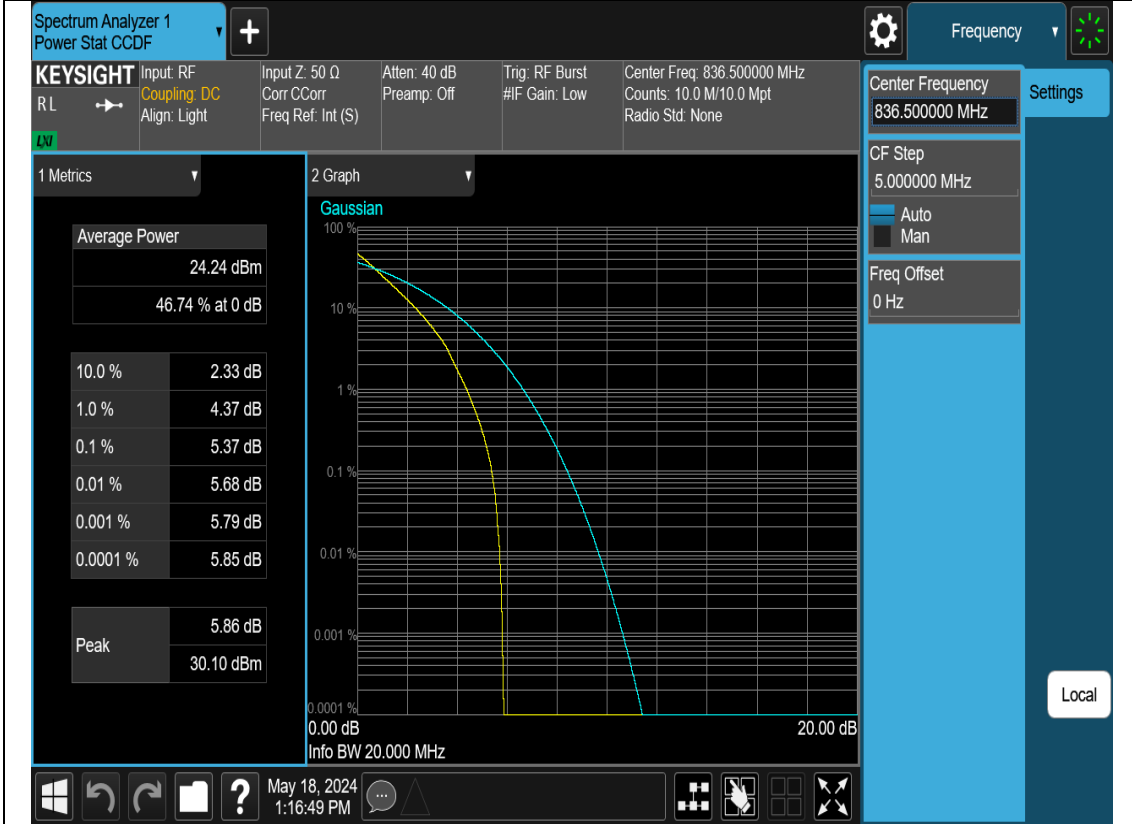 Spectrum Analyzer 1
Power Stat CCDF
+
Frequency
KEYSIGHT
RL
LXI
Input: RF
Coupling: DC
Align: Light
Input Z: 50 Ω
Corr CCorr
Freq Ref: Int (S)
Atten: 40 dB
Preamp: Off
Trig: RF Burst
#IF Gain: Low
Center Freq: 836.500000 MHz
Counts: 10.0 M/10.0 Mpt
Radio Std: None
Center Frequency
836.500000 MHz
Settings
CF Step
5.000000 MHz
Auto
Man
Freq Offset
0 Hz
1 Metrics
Average Power
24.24 dBm
46.74 % at 0 dB
10.0 % 2.33 dB
1.0 % 4.37 dB
0.1 % 5.37 dB
0.01 % 5.68 dB
0.001 % 5.79 dB
0.0001 % 5.85 dB
Peak
5.86 dB
30.10 dBm
2 Graph
Gaussian
100 %
10 %
1 %
0.1 %
0.01 %
0.001 %
0.0001 %
0.00 dB 20.00 dB
Info BW 20.000 MHz
Local
?
May 18, 2024
1:16:49 PM